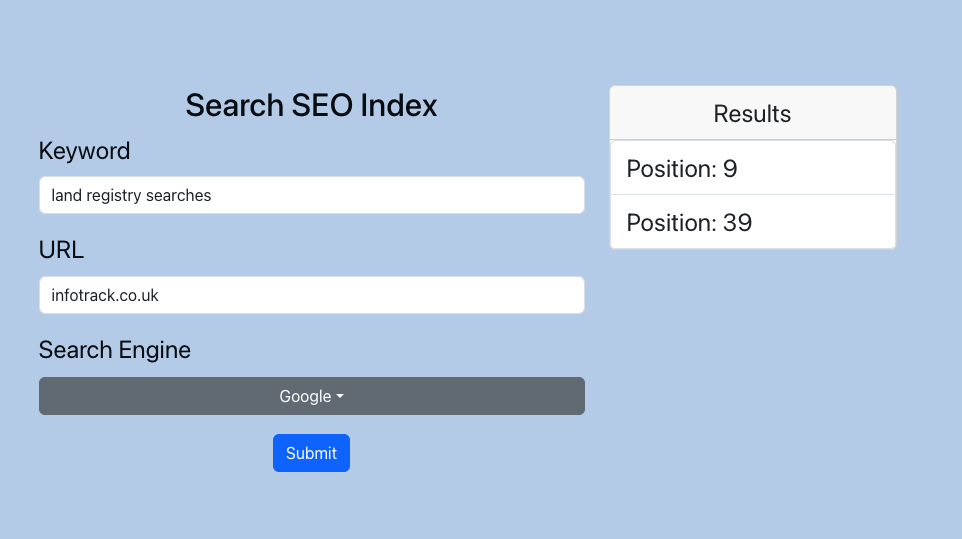 Search SEO Index
Keyword
land registry searches
URL
infotrack.co.uk
Search Engine
Google
Submit
Results
Position: 9
Position: 39